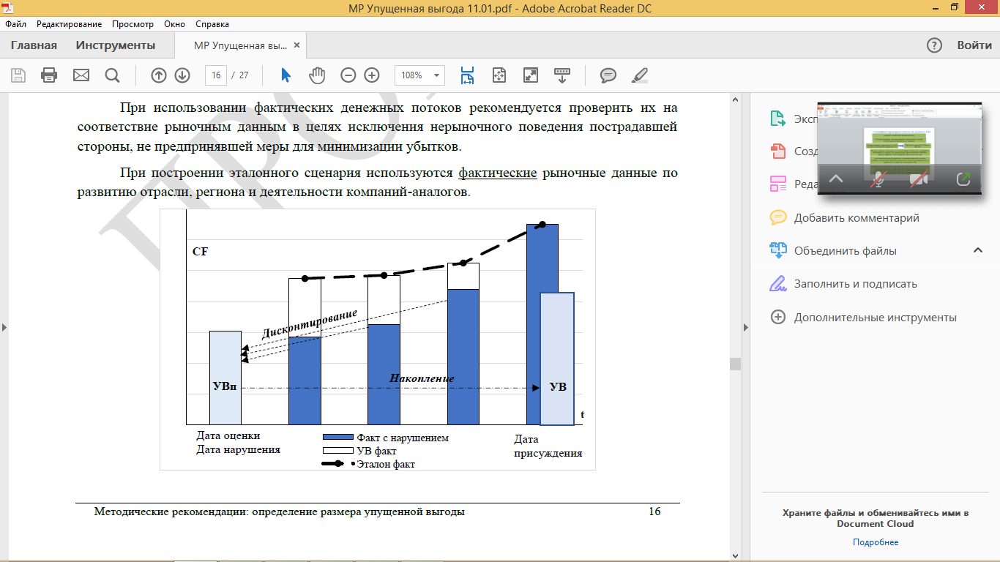 МР Упущенная выгода 11.01.pdf - Adobe Acrobat Reader DC
Файл Редактирование Просмотр Окно Справка
Главная Инструменты МР Упущенная вы... × Войти
16 / 27 108%
При использовании фактических денежных потоков рекомендуется проверить их на
соответствие рыночным данным в целях исключения нерыночного поведения пострадавшей
стороны, не предпринявшей меры для минимизации убытков.
При построении эталонного сценария используются фактические рыночные данные по
развитию отрасли, региона и деятельности компаний-аналогов.
CF
Дисконтирование
Накопление
УВп
УВ
t
Дата оценки
Дата нарушения
Факт с нарушением
УВ факт
Эталон факт
Дата
присуждения
Методические рекомендации: определение размера упущенной выгоды 16
Добавить комментарий
Объединить файлы
Заполнить и подписать
Дополнительные инструменты
Храните файлы и обменивайтесь ими в
Document Cloud
Подробнее